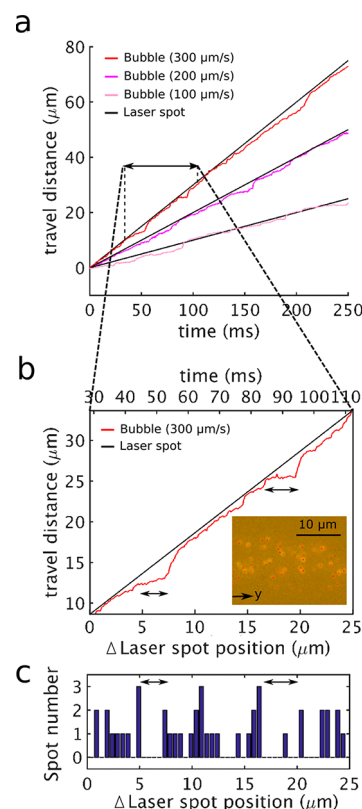 a
Bubble (300 μm/s)
Bubble (200 μm/s)
Bubble (100 μm/s)
Laser spot
travel distance (μm)
80
60
40
20
0
0 50 100 150 200 250
time (ms)
b
time (ms)
30 40 50 60 70 80 90 100 110
Bubble (300 μm/s)
Laser spot
travel distance (μm)
30
25
20
15
10
10 μm
y
0 5 10 15 20 25
Δ Laser spot position (μm)
c
Spot number
3
2
1
0
0 5 10 15 20 25
Δ Laser spot position (μm)